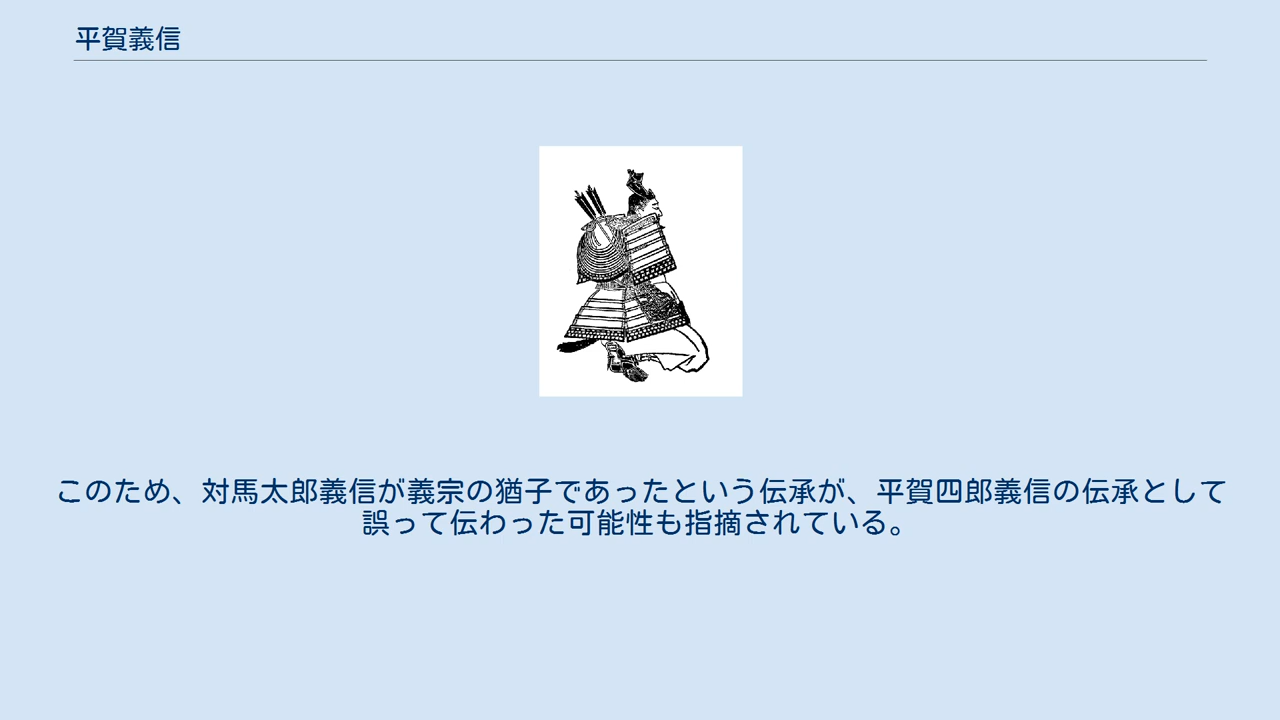 平賀義信
このため、対馬太郎義信が義宗の猶子であったという伝承が、平賀四郎義信の伝承として
誤って伝わった可能性も指摘されている。